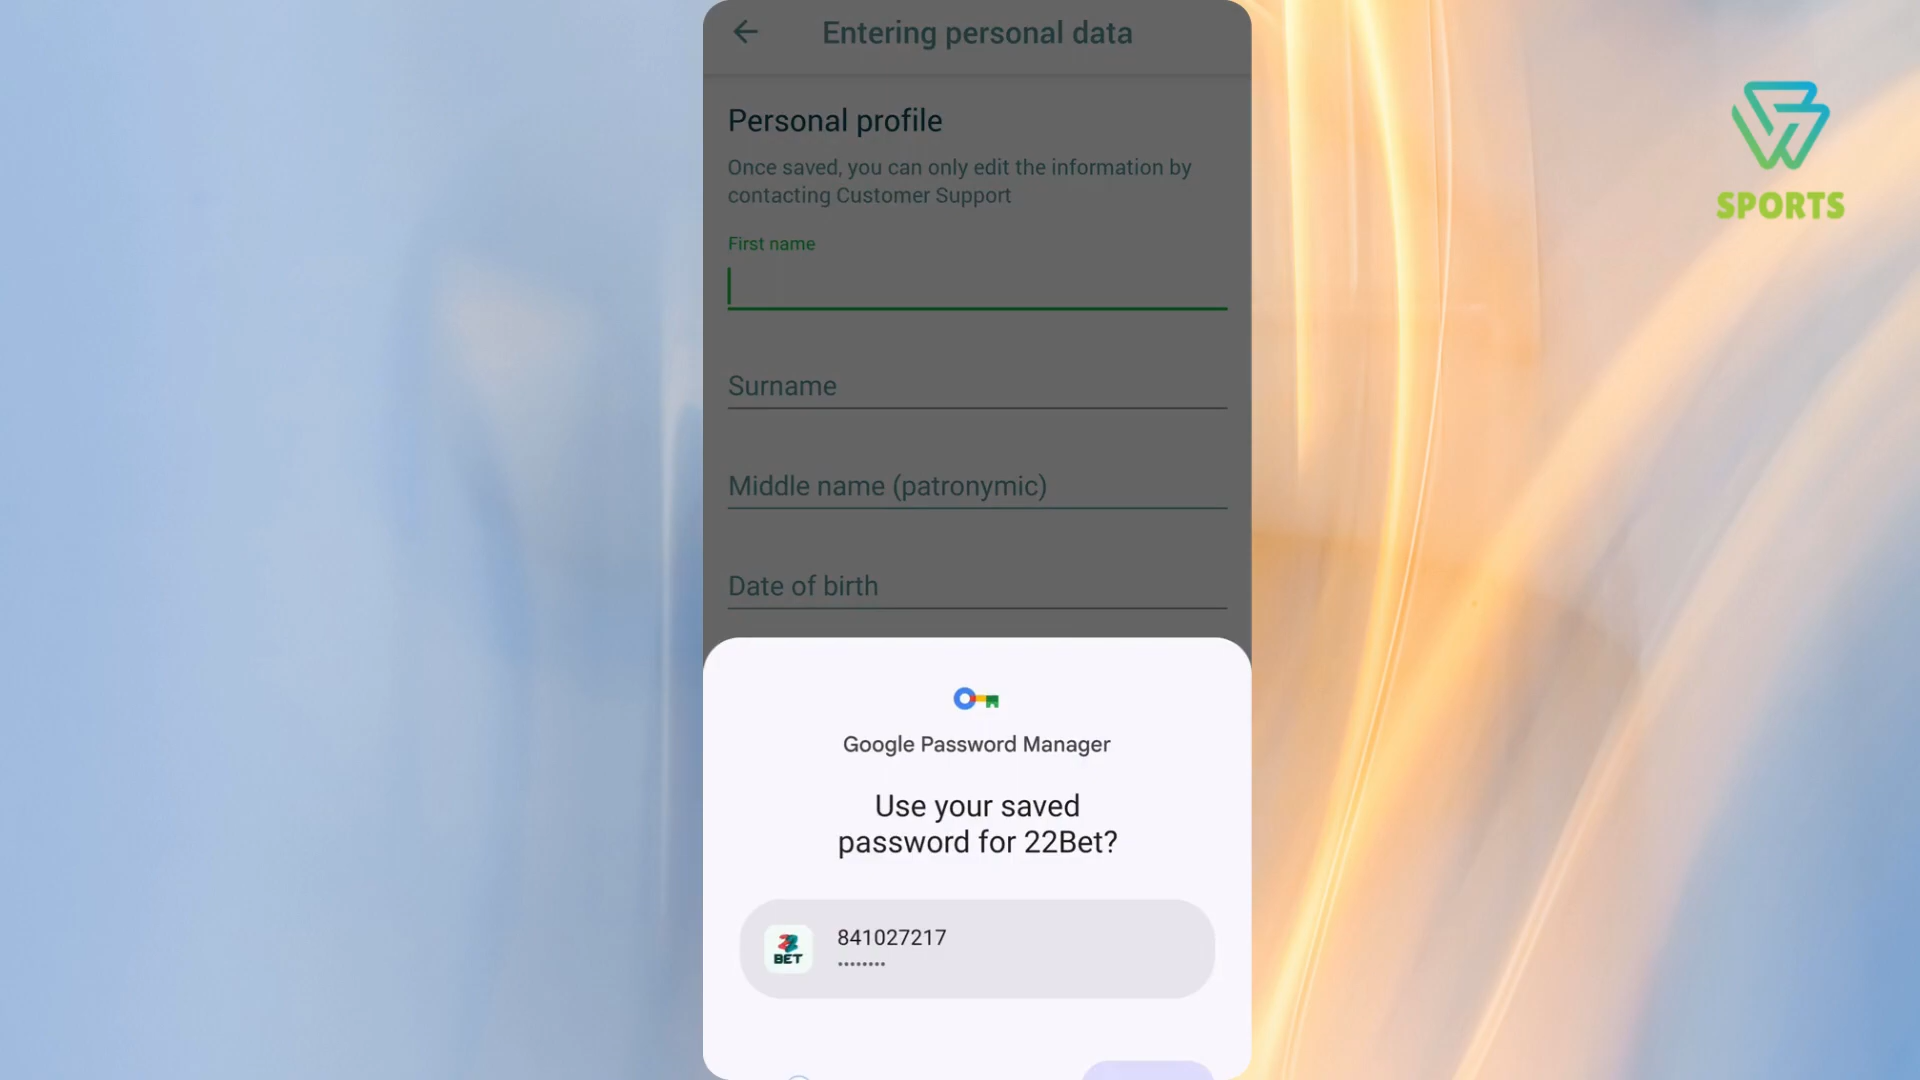 Entering personal data
Personal profile
Once saved, you can only edit the information by
contacting Customer Support
First name
Surname
Middle name (patronymic)
Date of birth
Google Password Manager
Use your saved
password for 22Bet?
22
BET
841027217
••••••••
SPORTS